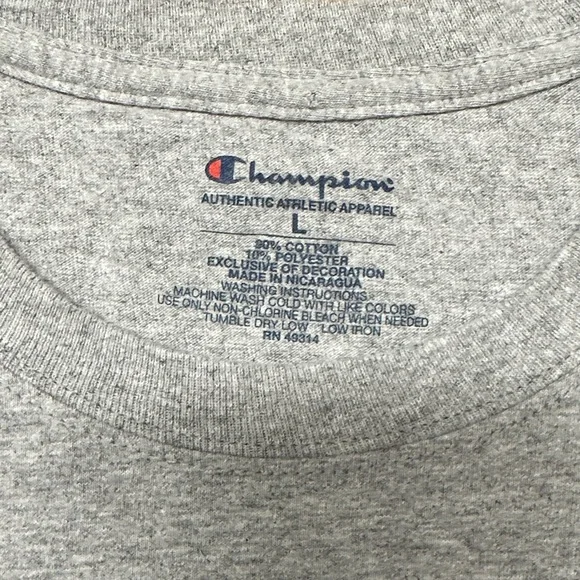 Champion
AUTHENTIC ATHLETIC APPAREL
L
90% COTTON
10% POLYESTER
EXCLUSIVE OF DECORATION
MADE IN NICARAGUA
WASHING INSTRUCTIONS
MACHINE WASH COLD WITH LIKE COLORS
USE ONLY NON-CHLORINE BLEACH WHEN NEEDED
TUMBLE DRY LOW LOW IRON
RN 49314